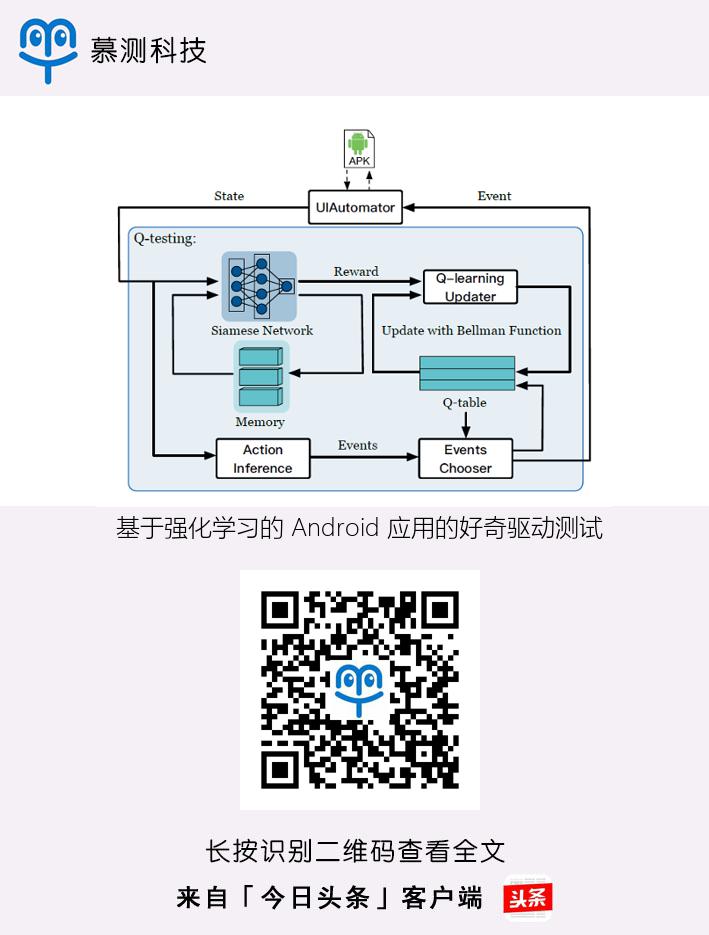 慕测科技
APK
State
UIAutomator
Event
Q-testing:
Reward
Q-learning
Updater
Siamese Network
Update with Bellman Function
Q-table
Memory
Action
Inference
Events
Events
Chooser
基于强化学习的 Android 应用的好奇驱动测试
长按识别二维码查看全文
来自「今日头条」客户端
头条